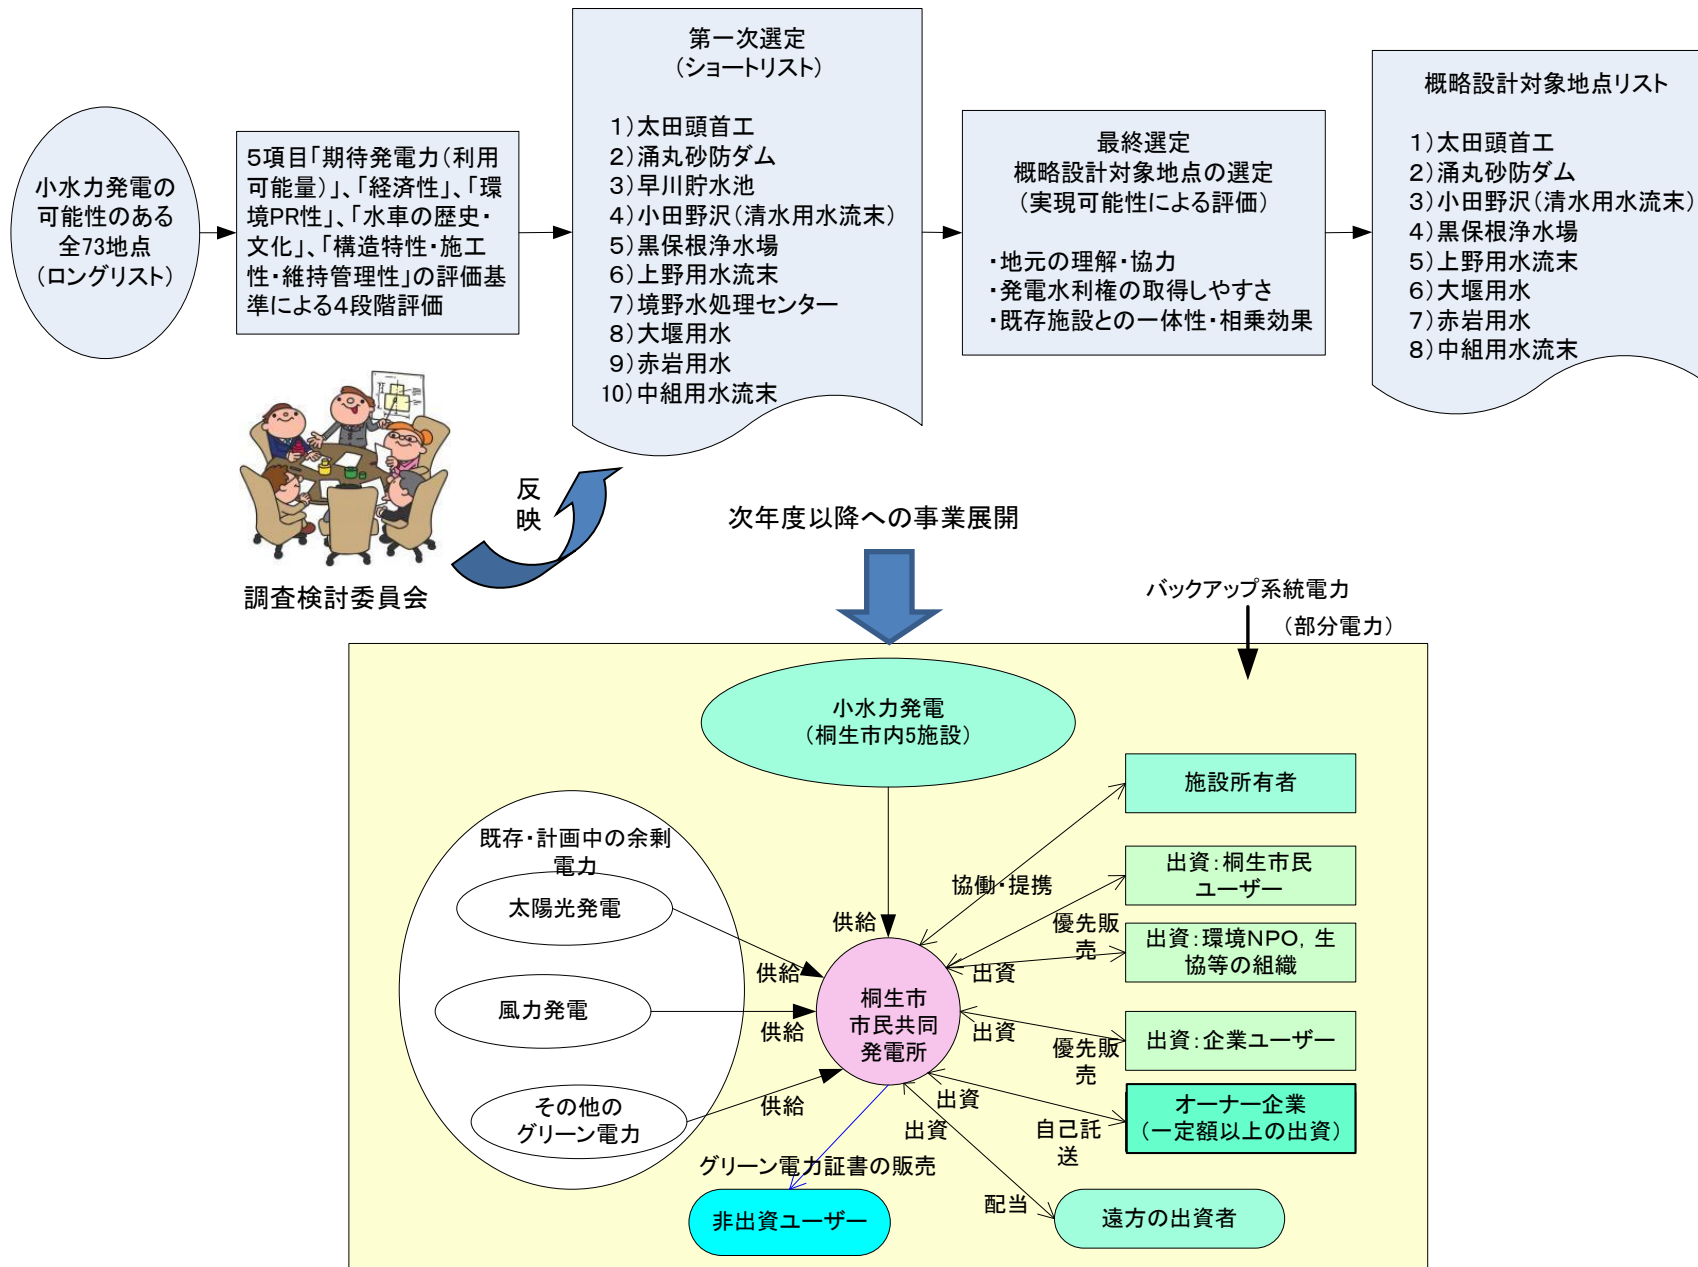 小水力発電の
可能性のある
全73地点
（ロングリスト）
5項目「期待発電力（利用
可能量）」、「経済性」、「環
境PR性」、「水車の歴史・
文化」、「構造特性・施工
性・維持管理性」の評価基
準による４段階評価
第一次選定
（ショートリスト）
1）太田頭首工
2）涌丸砂防ダム
3）早川貯水池
4）小田野沢（清水用水流末）
5）黒保根浄水場
6）上野用水流末
7）境野水処理センター
8）大堰用水
9）赤岩用水
10）中組用水流末
最終選定
概略設計対象地点の選定
（実現可能性による評価）
・地元の理解・協力
・発電水利権の取得しやすさ
・既存施設との一体性・相乗効果
概略設計対象地点リスト
1）太田頭首工
2）涌丸砂防ダム
3）小田野沢（清水用水流末）
4）黒保根浄水場
5）上野用水流末
6）大堰用水
7）赤岩用水
8）中組用水流末
調査検討委員会
反
映
次年度以降への事業展開
バックアップ系統電力
（部分電力）
小水力発電
（桐生市内5施設）
既存・計画中の余剰
電力
太陽光発電
風力発電
その他の
グリーン電力
供給
供給
供給
供給
桐生市
市民共同
発電所
協働・提携
施設所有者
出資：桐生市民
ユーザー
優先販
売
出資
出資：環境NPO，生
協等の組織
出資
優先販
売
出資：企業ユーザー
出資
自己託
送
オーナー企業
（一定額以上の出資）
出資
配当
遠方の出資者
グリーン電力証書の販売
非出資ユーザー